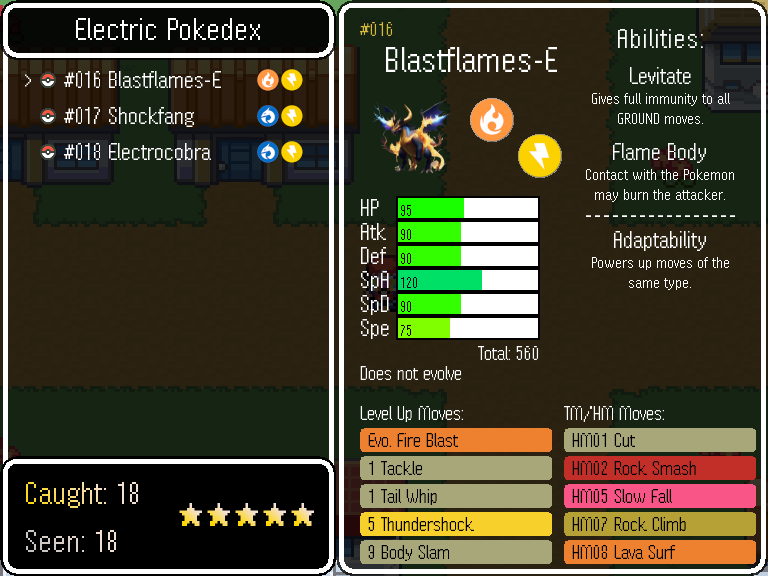 Electric Pokedex
> #016 Blastflames-E
#017 Shockfang
#018 Electrocobra
Caught: 18
Seen: 18
#016
Blastflames-E
HP 95
Atk 90
Def 90
SpA 120
SpD 90
Spe 75
Total: 560
Does not evolve
Abilities:
Levitate
Gives full immunity to all
GROUND moves.
Flame Body
Contact with the Pokemon
may burn the attacker.
Adaptability
Powers up moves of the
same type.
Level Up Moves:
Evo. Fire Blast
1 Tackle
1 Tail Whip
5 Thundershock
9 Body Slam
TM/HM Moves:
HM01 Cut
HM02 Rock Smash
HM05 Slow Fall
HM07 Rock Climb
HM08 Lava Surf